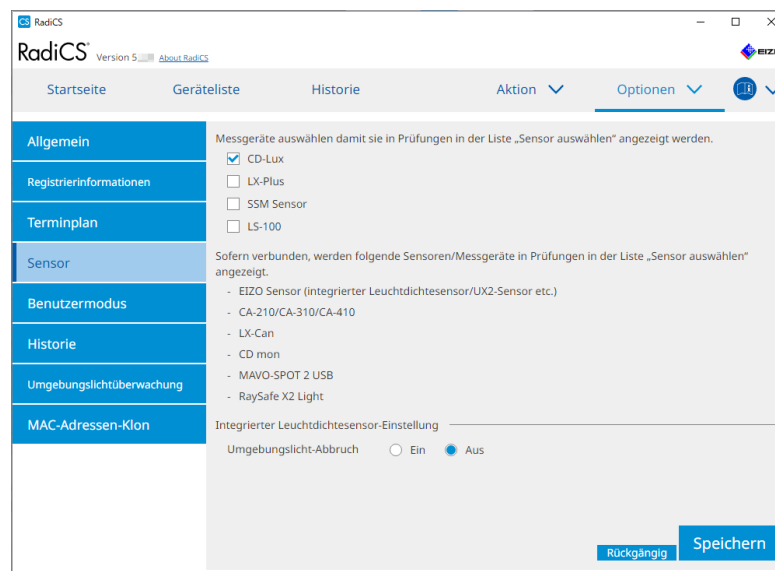 RadiCS
RadiCS® Version 5 About RadiCS
EIZ
Startseite Geräteliste Historie Aktion Optionen
Allgemein
Registrierinformationen
Terminplan
Sensor
Benutzermodus
Historie
Umgebungslichtüberwachung
MAC-Adressen-Klon
Messgeräte auswählen damit sie in Prüfungen in der Liste „Sensor auswählen“ angezeigt werden.
CD-Lux
LX-Plus
SSM Sensor
LS-100
Sofern verbunden, werden folgende Sensoren/Messgeräte in Prüfungen in der Liste „Sensor auswählen“
angezeigt.
- EIZO Sensor (integrierter Leuchtdichtesensor/UX2-Sensor etc.)
- CA-210/CA-310/CA-410
- LX-Can
- CD mon
- MAVO-SPOT 2 USB
- RaySafe X2 Light
Integrierter Leuchtdichtesensor-Einstellung
Umgebungslicht-Abbruch Ein Aus
Rückgängig Speichern